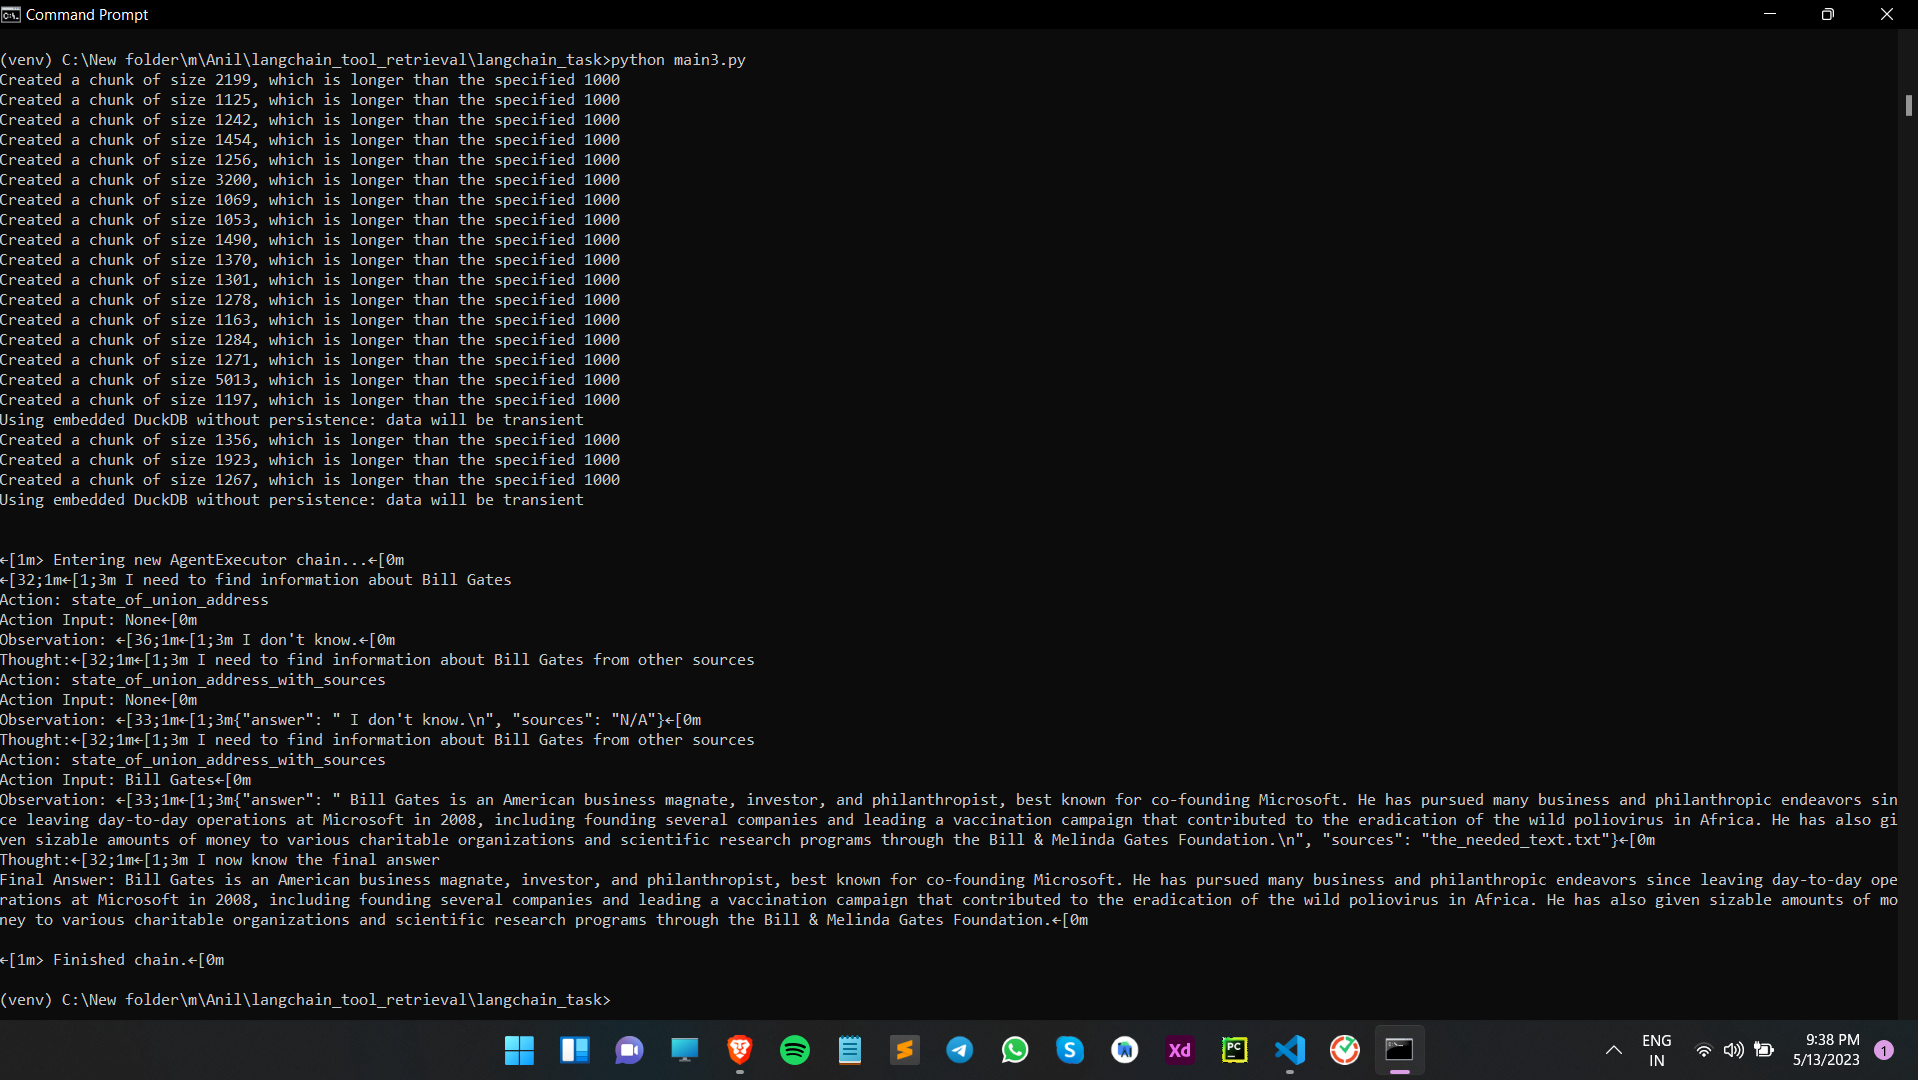 Command Prompt
(venv) C:\New folder\m\Anil\langchain_tool_retrieval\langchain_task>python main3.py
Created a chunk of size 2199, which is longer than the specified 1000
Created a chunk of size 1125, which is longer than the specified 1000
Created a chunk of size 1242, which is longer than the specified 1000
Created a chunk of size 1454, which is longer than the specified 1000
Created a chunk of size 1256, which is longer than the specified 1000
Created a chunk of size 3200, which is longer than the specified 1000
Created a chunk of size 1069, which is longer than the specified 1000
Created a chunk of size 1053, which is longer than the specified 1000
Created a chunk of size 1490, which is longer than the specified 1000
Created a chunk of size 1370, which is longer than the specified 1000
Created a chunk of size 1301, which is longer than the specified 1000
Created a chunk of size 1278, which is longer than the specified 1000
Created a chunk of size 1163, which is longer than the specified 1000
Created a chunk of size 1284, which is longer than the specified 1000
Created a chunk of size 1271, which is longer than the specified 1000
Created a chunk of size 5013, which is longer than the specified 1000
Created a chunk of size 1197, which is longer than the specified 1000
Using embedded DuckDB without persistence: data will be transient
Created a chunk of size 1356, which is longer than the specified 1000
Created a chunk of size 1923, which is longer than the specified 1000
Created a chunk of size 1267, which is longer than the specified 1000
Using embedded DuckDB without persistence: data will be transient
←[1m> Entering new AgentExecutor chain...←[0m
←[32;1m←[1;3m I need to find information about Bill Gates
Action: state_of_union_address
Action Input: None←[0m
Observation: ←[36;1m←[1;3m I don't know.←[0m
Thought:←[32;1m←[1;3m I need to find information about Bill Gates from other sources
Action: state_of_union_address_with_sources
Action Input: None←[0m
Observation: ←[33;1m←[1;3m{"answer": " I don't know.\n", "sources": "N/A"}←[0m
Thought:←[32;1m←[1;3m I need to find information about Bill Gates from other sources
Action: state_of_union_address_with_sources
Action Input: Bill Gates←[0m
Observation: ←[33;1m←[1;3m{"answer": " Bill Gates is an American business magnate, investor, and philanthropist, best known for co-founding Microsoft. He has pursued many business and philanthropic endeavors sin
ce leaving day-to-day operations at Microsoft in 2008, including founding several companies and leading a vaccination campaign that contributed to the eradication of the wild poliovirus in Africa. He has also gi
ven sizable amounts of money to various charitable organizations and scientific research programs through the Bill & Melinda Gates Foundation.\n", "sources": "the_needed_text.txt"}←[0m
Thought:←[32;1m←[1;3m I now know the final answer
Final Answer: Bill Gates is an American business magnate, investor, and philanthropist, best known for co-founding Microsoft. He has pursued many business and philanthropic endeavors since leaving day-to-day ope
rations at Microsoft in 2008, including founding several companies and leading a vaccination campaign that contributed to the eradication of the wild poliovirus in Africa. He has also given sizable amounts of mo
ney to various charitable organizations and scientific research programs through the Bill & Melinda Gates Foundation.←[0m
←[1m> Finished chain.←[0m
(venv) C:\New folder\m\Anil\langchain_tool_retrieval\langchain_task>
S
Xd
PC
ENG
IN
9:38 PM
5/13/2023
1